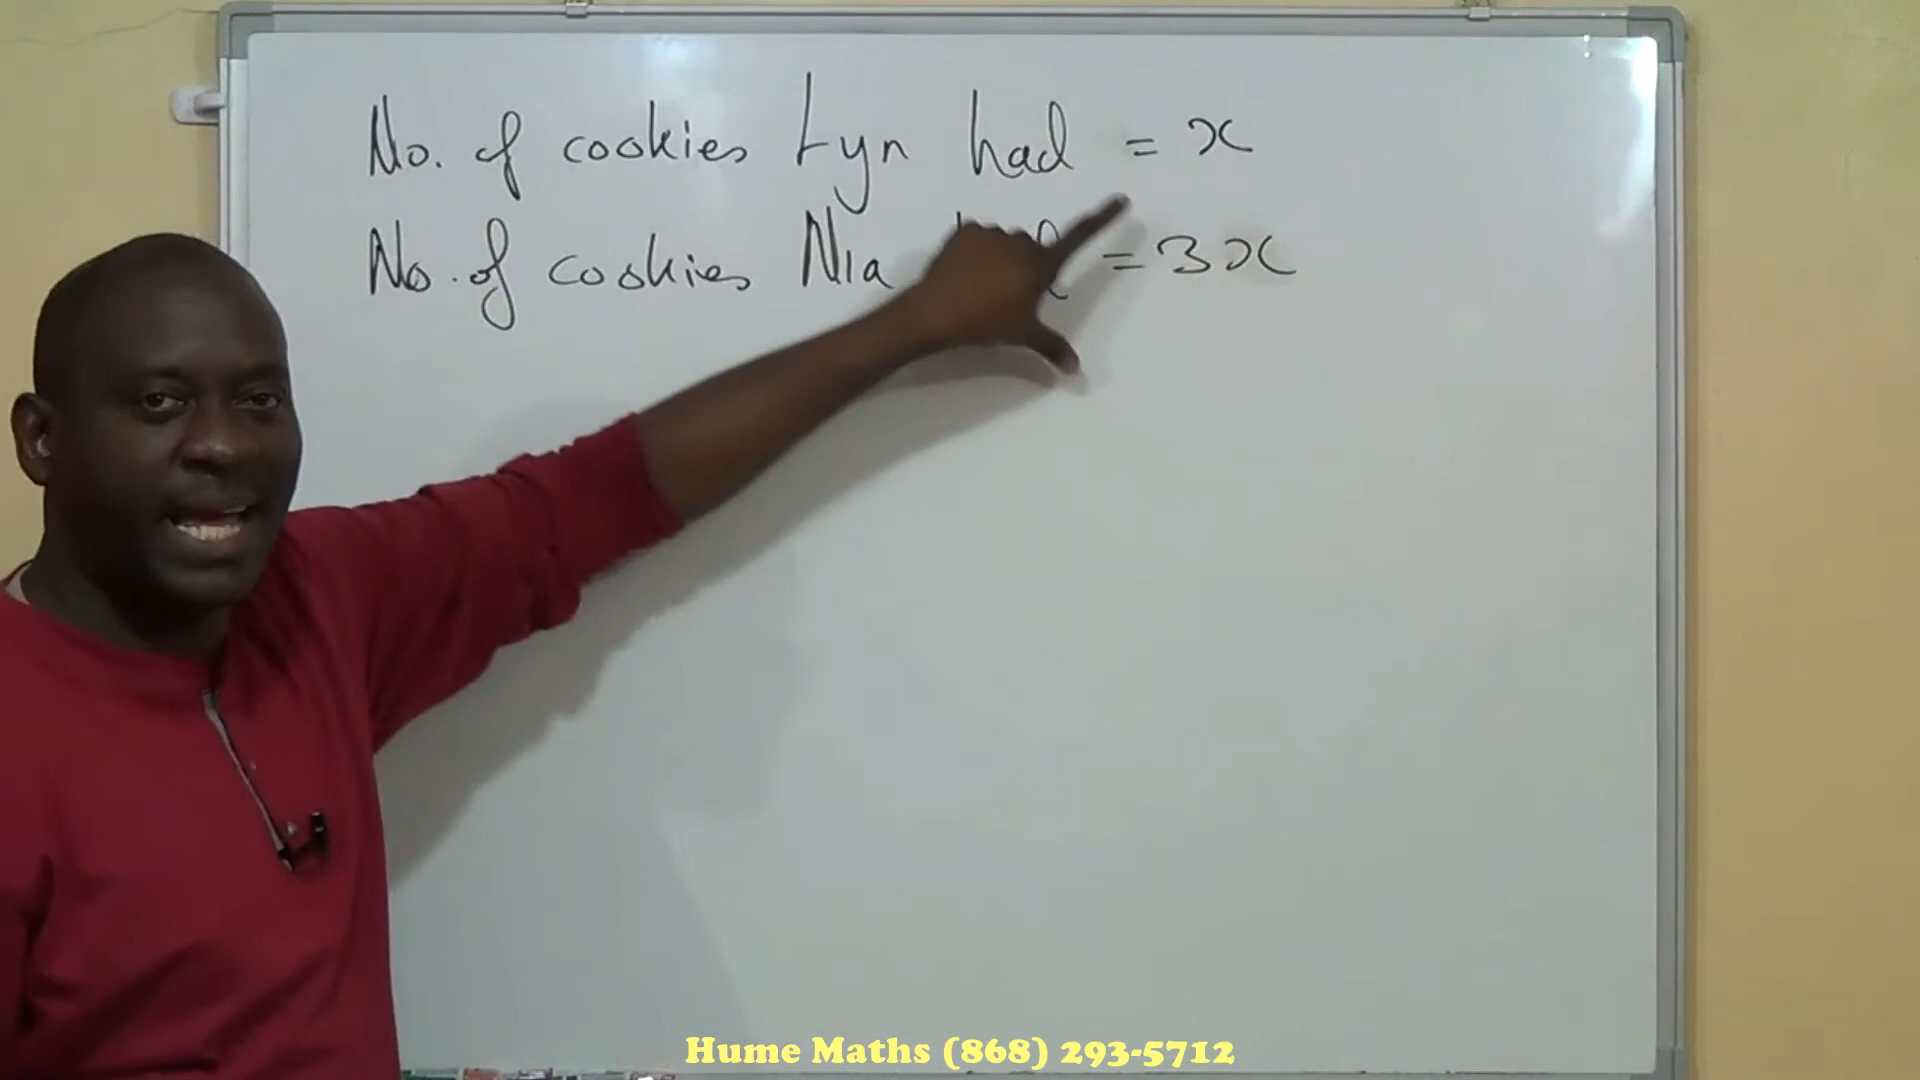 No. of cookies Lyn had = x
No. of cookies Nia = 3x
Hume Maths (868) 293-5712